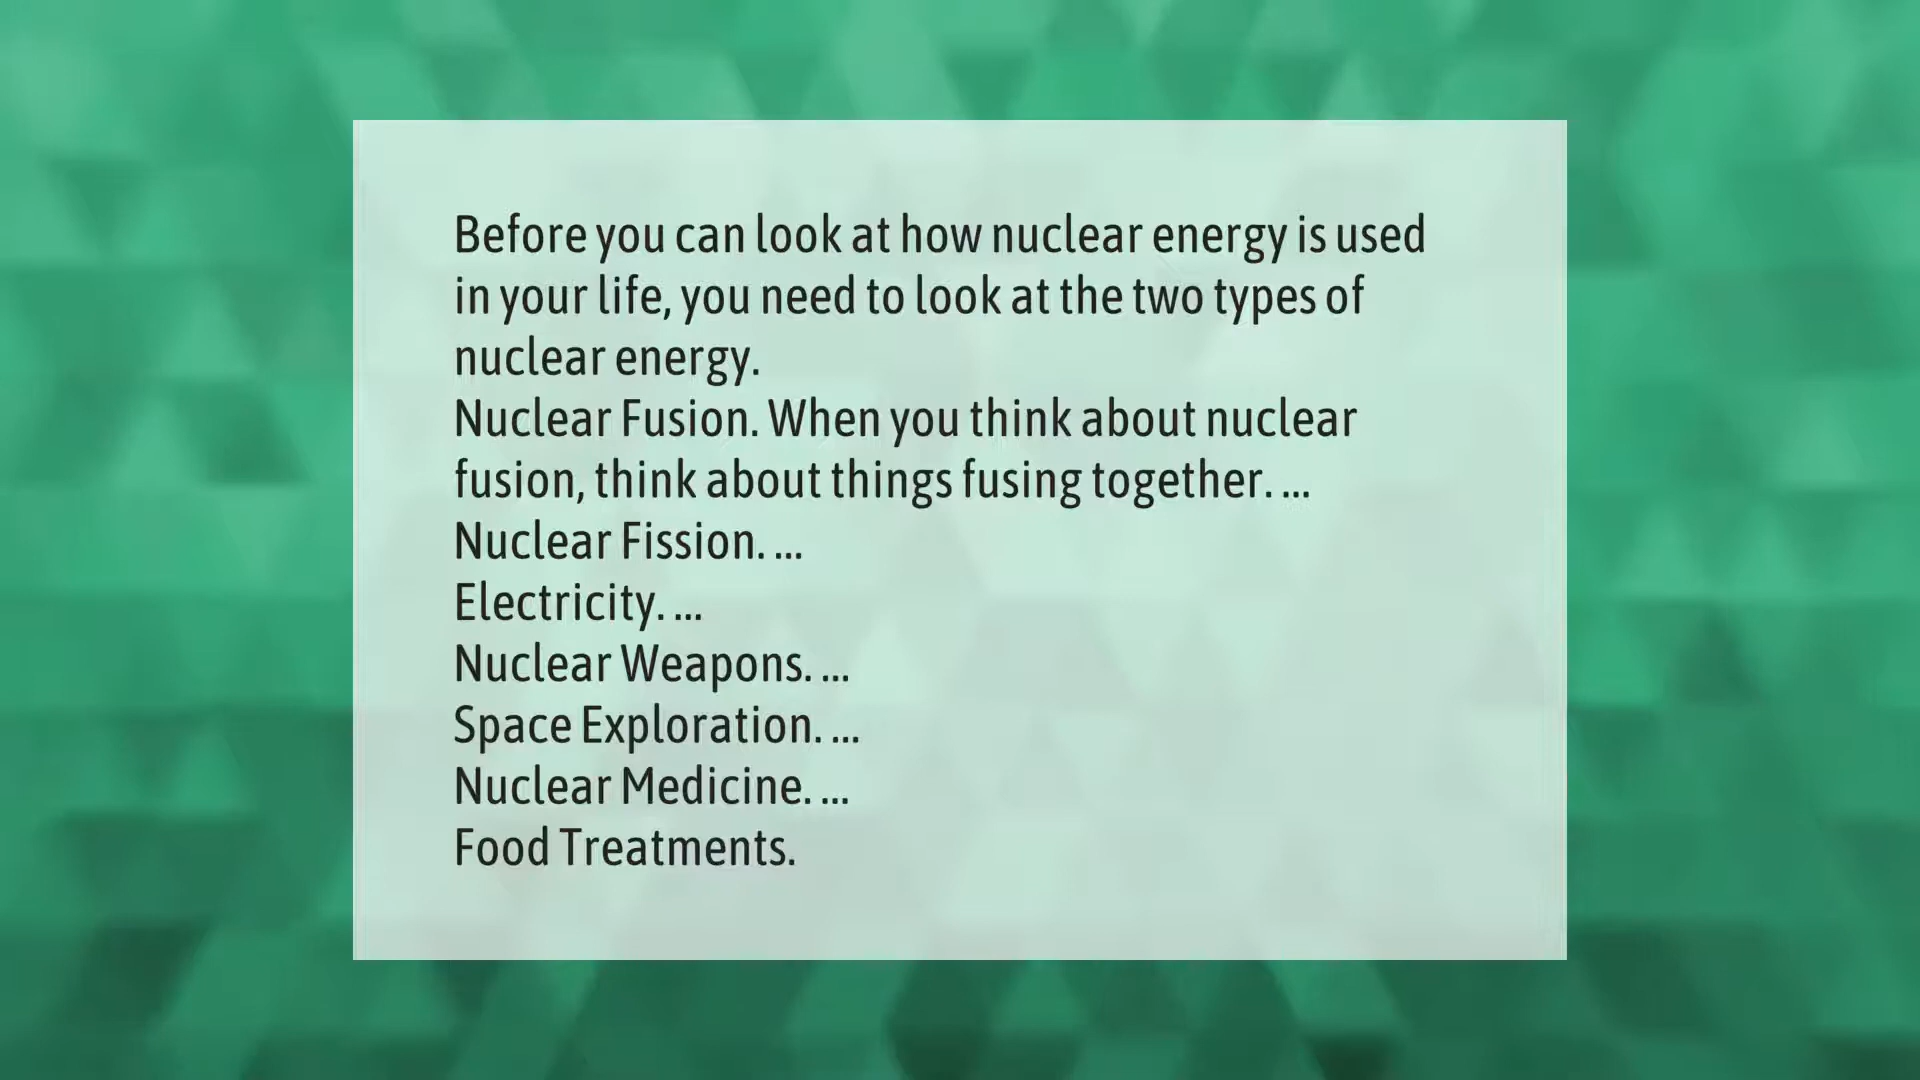 Before you can look at how nuclear energy is used
in your life, you need to look at the two types of
nuclear energy.
Nuclear Fusion. When you think about nuclear
fusion, think about things fusing together. ...
Nuclear Fission. ...
Electricity. ...
Nuclear Weapons. ...
Space Exploration. ...
Nuclear Medicine. ...
Food Treatments.